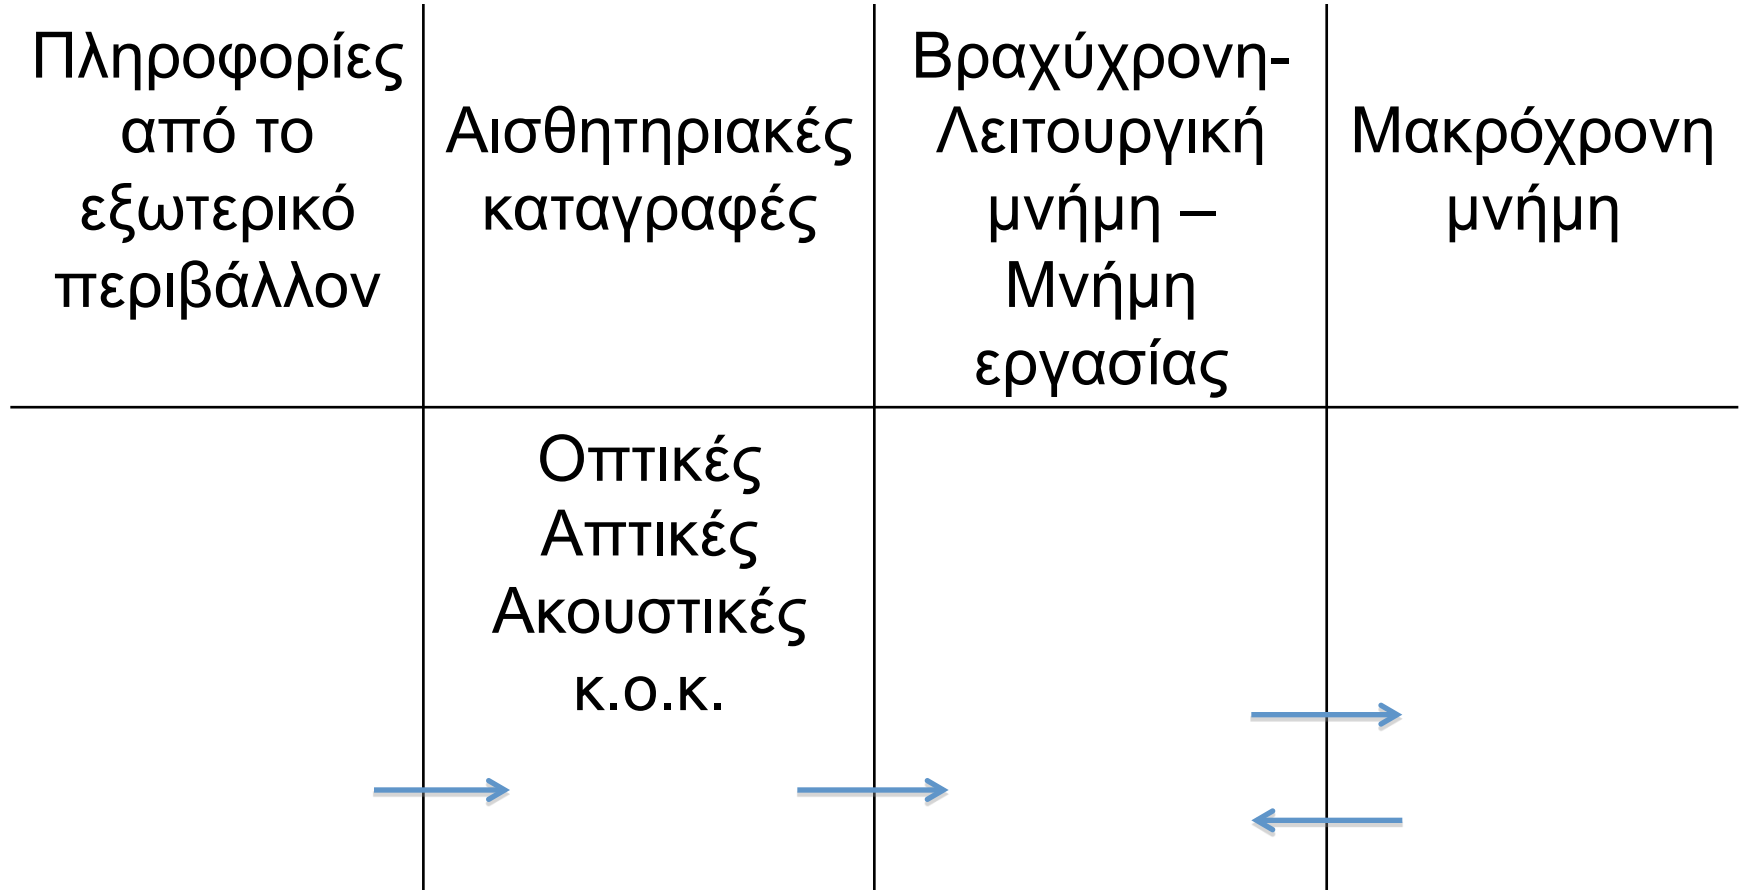 Πληροφορίες
από το
εξωτερικό
περιβάλλον
Αισθητηριακές
καταγραφές
Βραχύχρονη-
Λειτουργική
μνήμη –
Μνήμη
εργασίας
Μακρόχρονη
μνήμη
Οπτικές
Απτικές
Ακουστικές
κ.ο.κ.